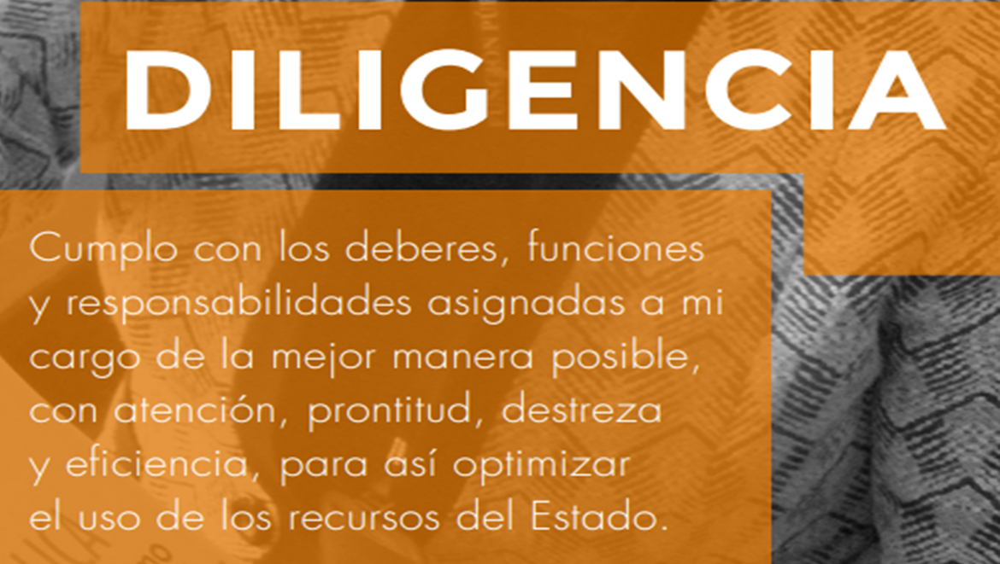 DILIGENCIA
Cumplo con los deberes, funciones
y responsabilidades asignadas a mi
cargo de la mejor manera posible,
con atención, prontitud, destreza
y eficiencia, para así optimizar
el uso de los recursos del Estado.